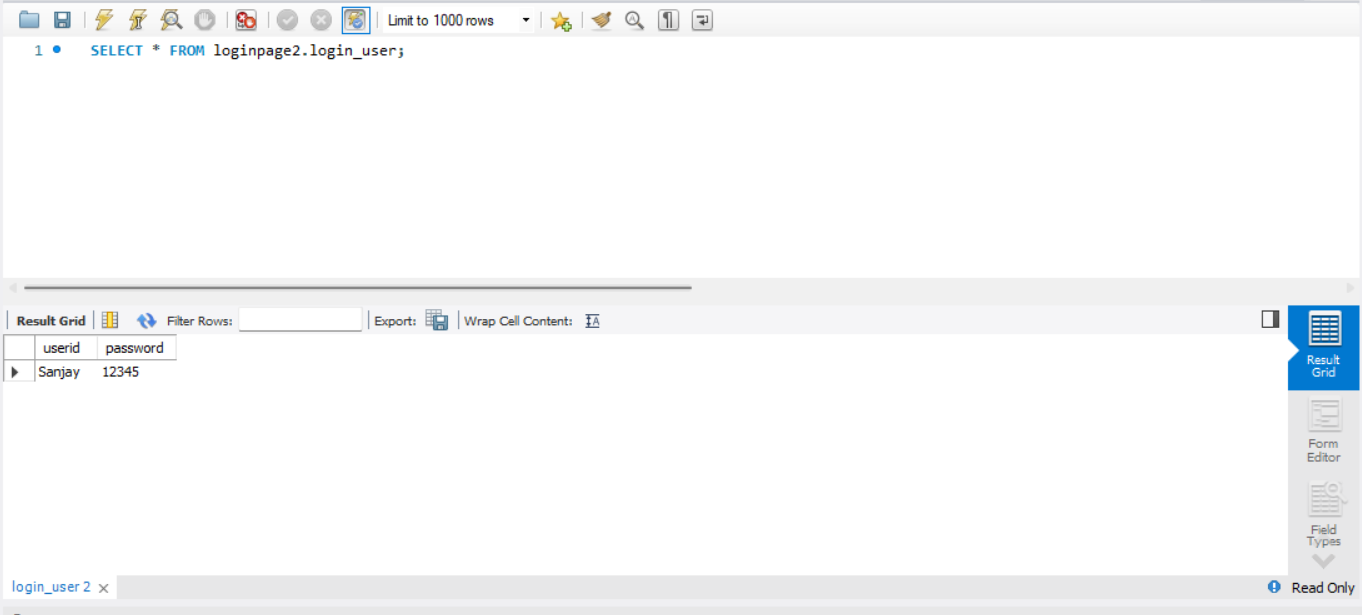 Limit to 1000 rows
1 SELECT * FROM loginpage2.login_user;
Result Grid Filter Rows: Export: Wrap Cell Content: IA
userid password
Sanjay 12345
Result
Grid
Form
Editor
Field
Types
login_user 2 x
Read Only